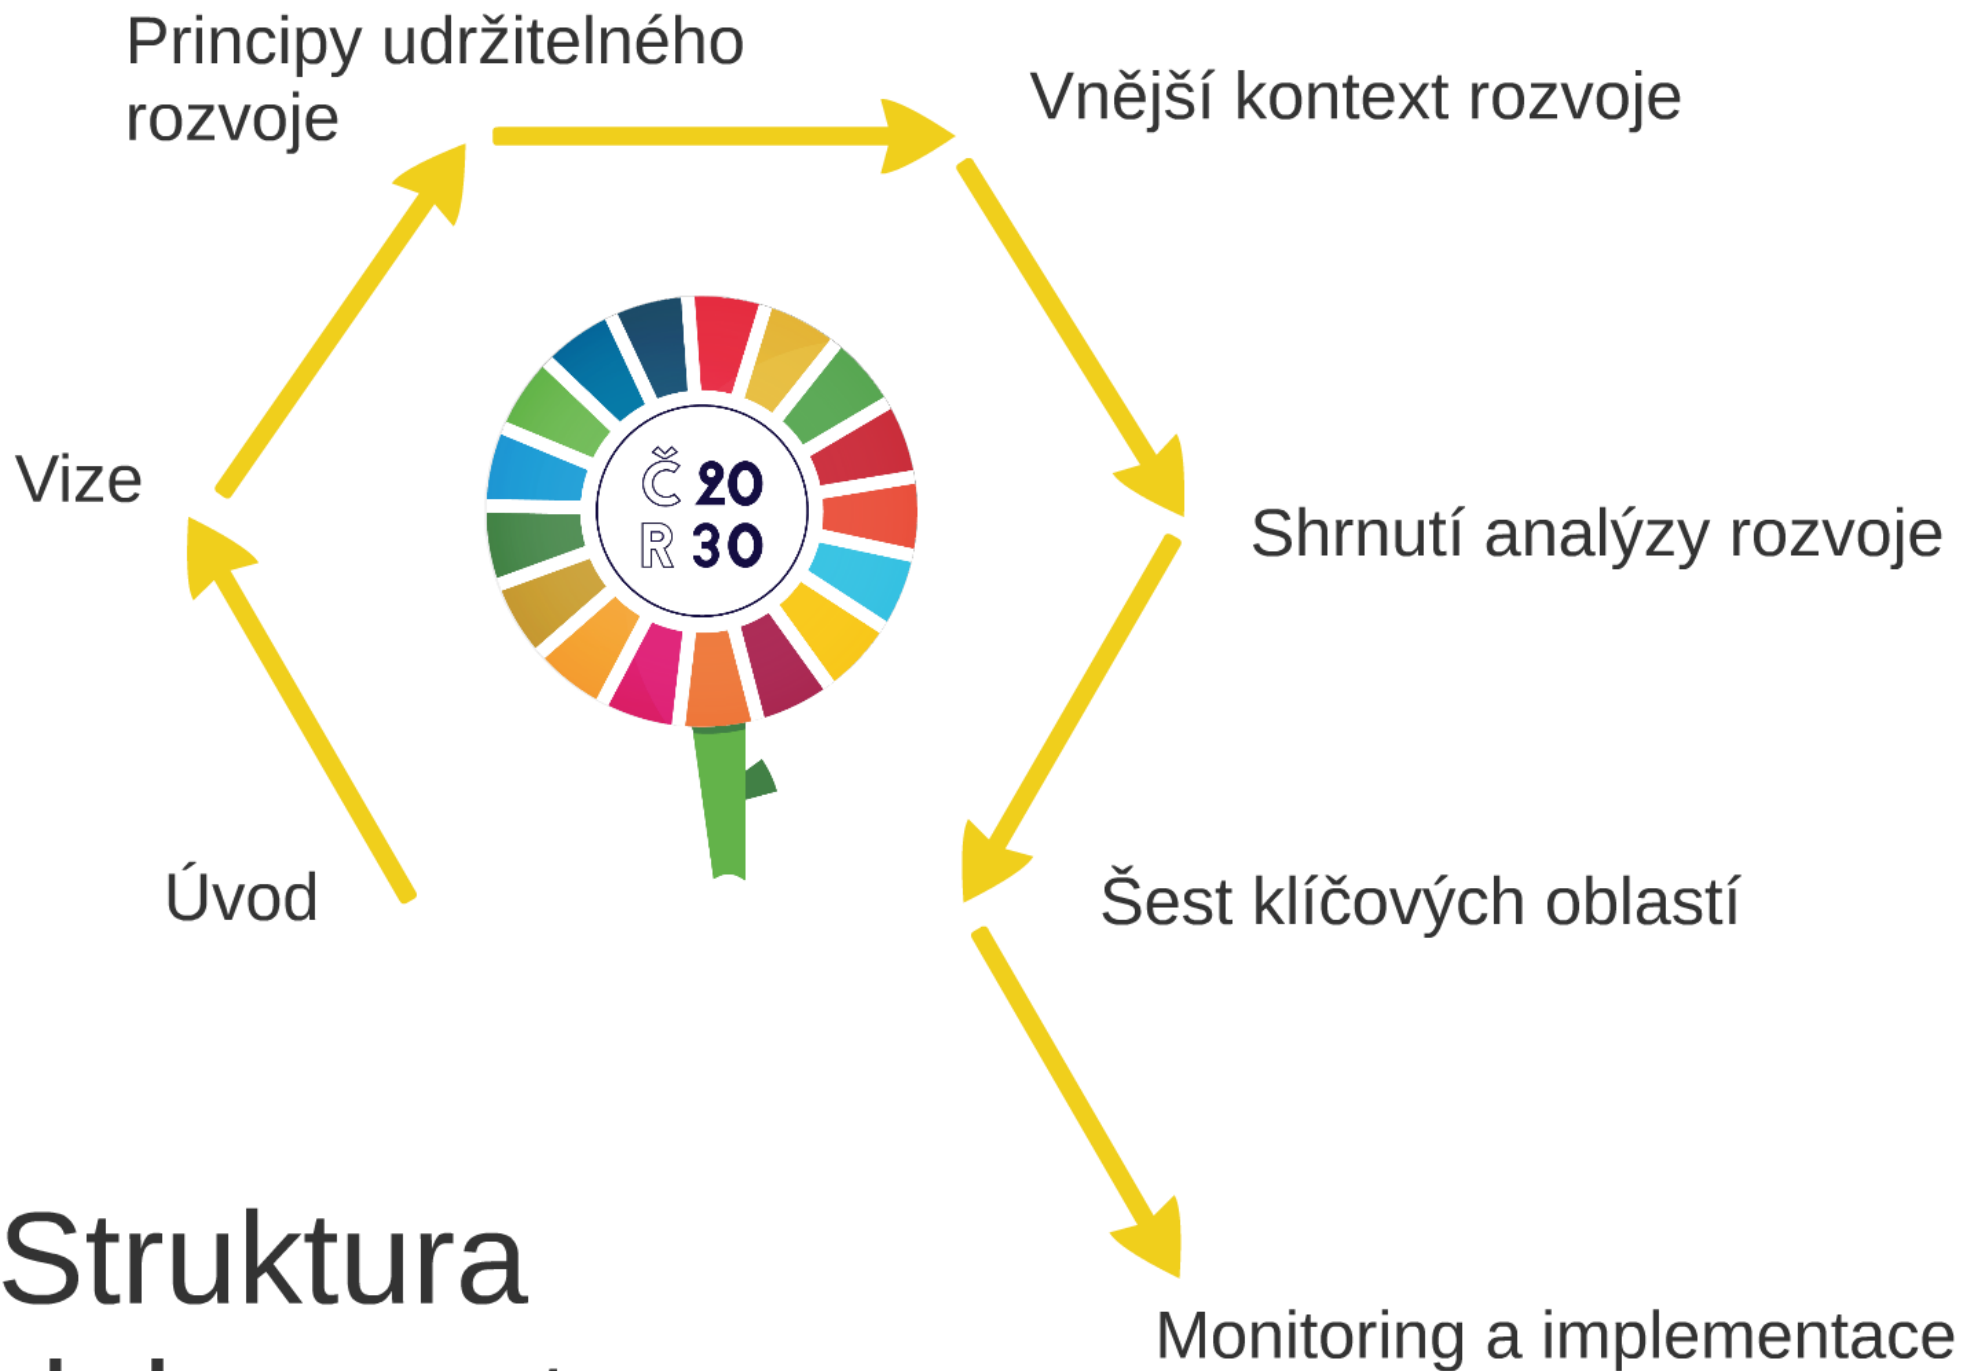 Principy udržitelného
rozvoje
Vnější kontext rozvoje
Vize
Č 20
R 30
Shrnutí analýzy rozvoje
Úvod
Šest klíčových oblastí
Struktura
Monitoring a implementace